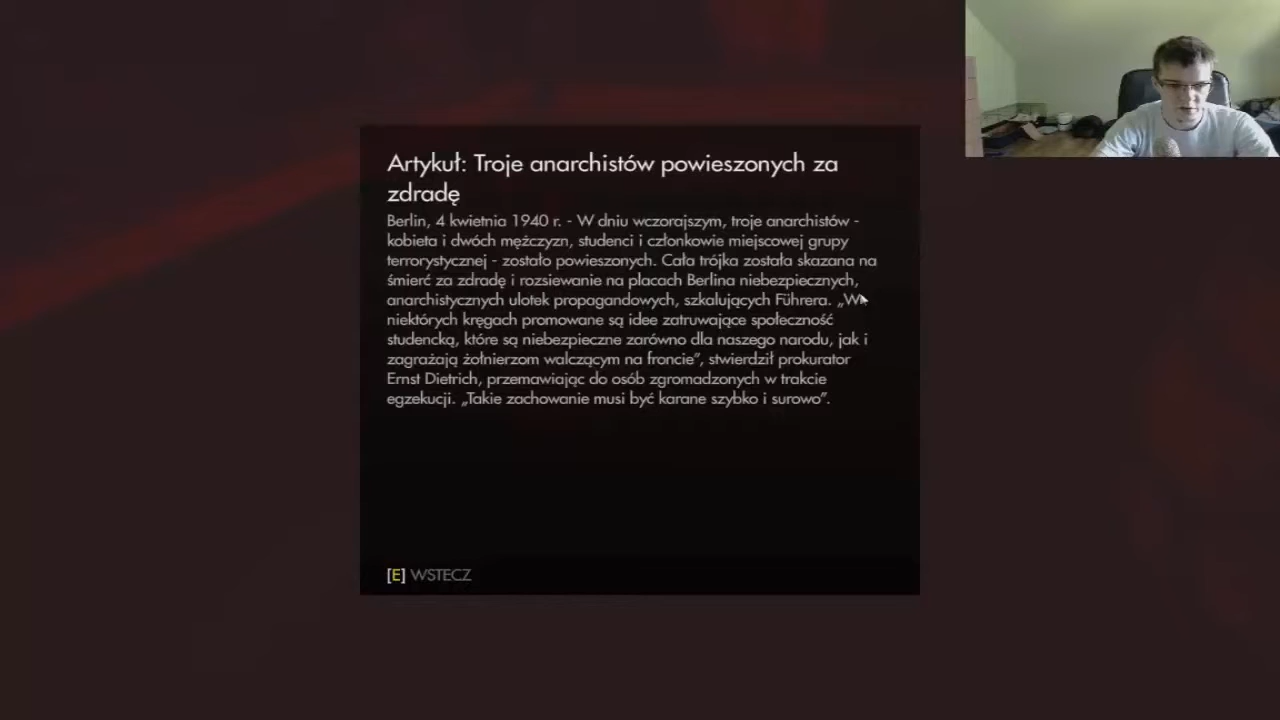 Artykuł: Troje anarchistów powieszonych za
zdradę
Berlin, 4 kwietnia 1940 r. - W dniu wczorajszym, troje anarchistów -
kobieta i dwóch mężczyzn, studenci i członkowie miejscowej grupy
terrorystycznej - zostało powieszonych. Cała trójka została skazana na
śmierć za zdradę i rozsiewanie na placach Berlina niebezpiecznych,
anarchistycznych ulotek propagandowych, szkalujących Führera. „W
niektórych kręgach promowane są idee zatruwające społeczność
studencką, które są niebezpieczne zarówno dla naszego narodu, jak i
zagrażają żołnierzom walczącym na froncie”, stwierdził prokurator
Ernst Dietrich, przemawiając do osób zgromadzonych w trakcie
egzekucji. „Takie zachowanie musi być karane szybko i surowo”.
[E] WSTECZ